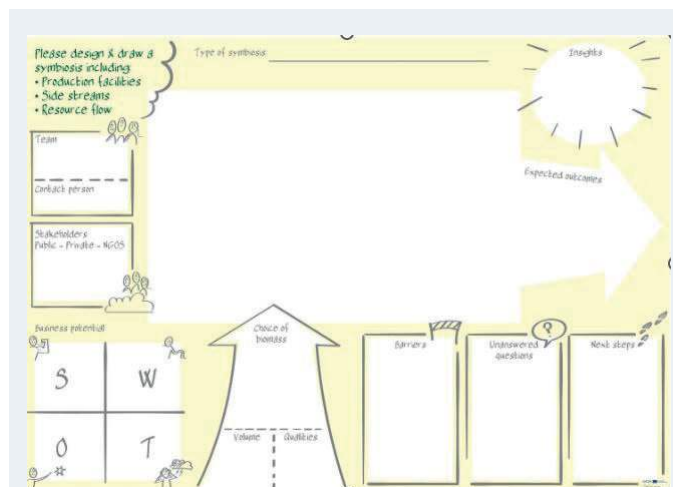 Please design & draw a
symbiosis including
• Production facilities
• Side streams
• Resource flow
Type of symbiosis
Insights
Team
Contact person
Expected outcomes
Stakeholders
Public - Private - NGOS
Business potential
S
W
O
T
Choice of
biomass
Volume
Qualities
Barriers
Unanswered
questions
?
Next steps